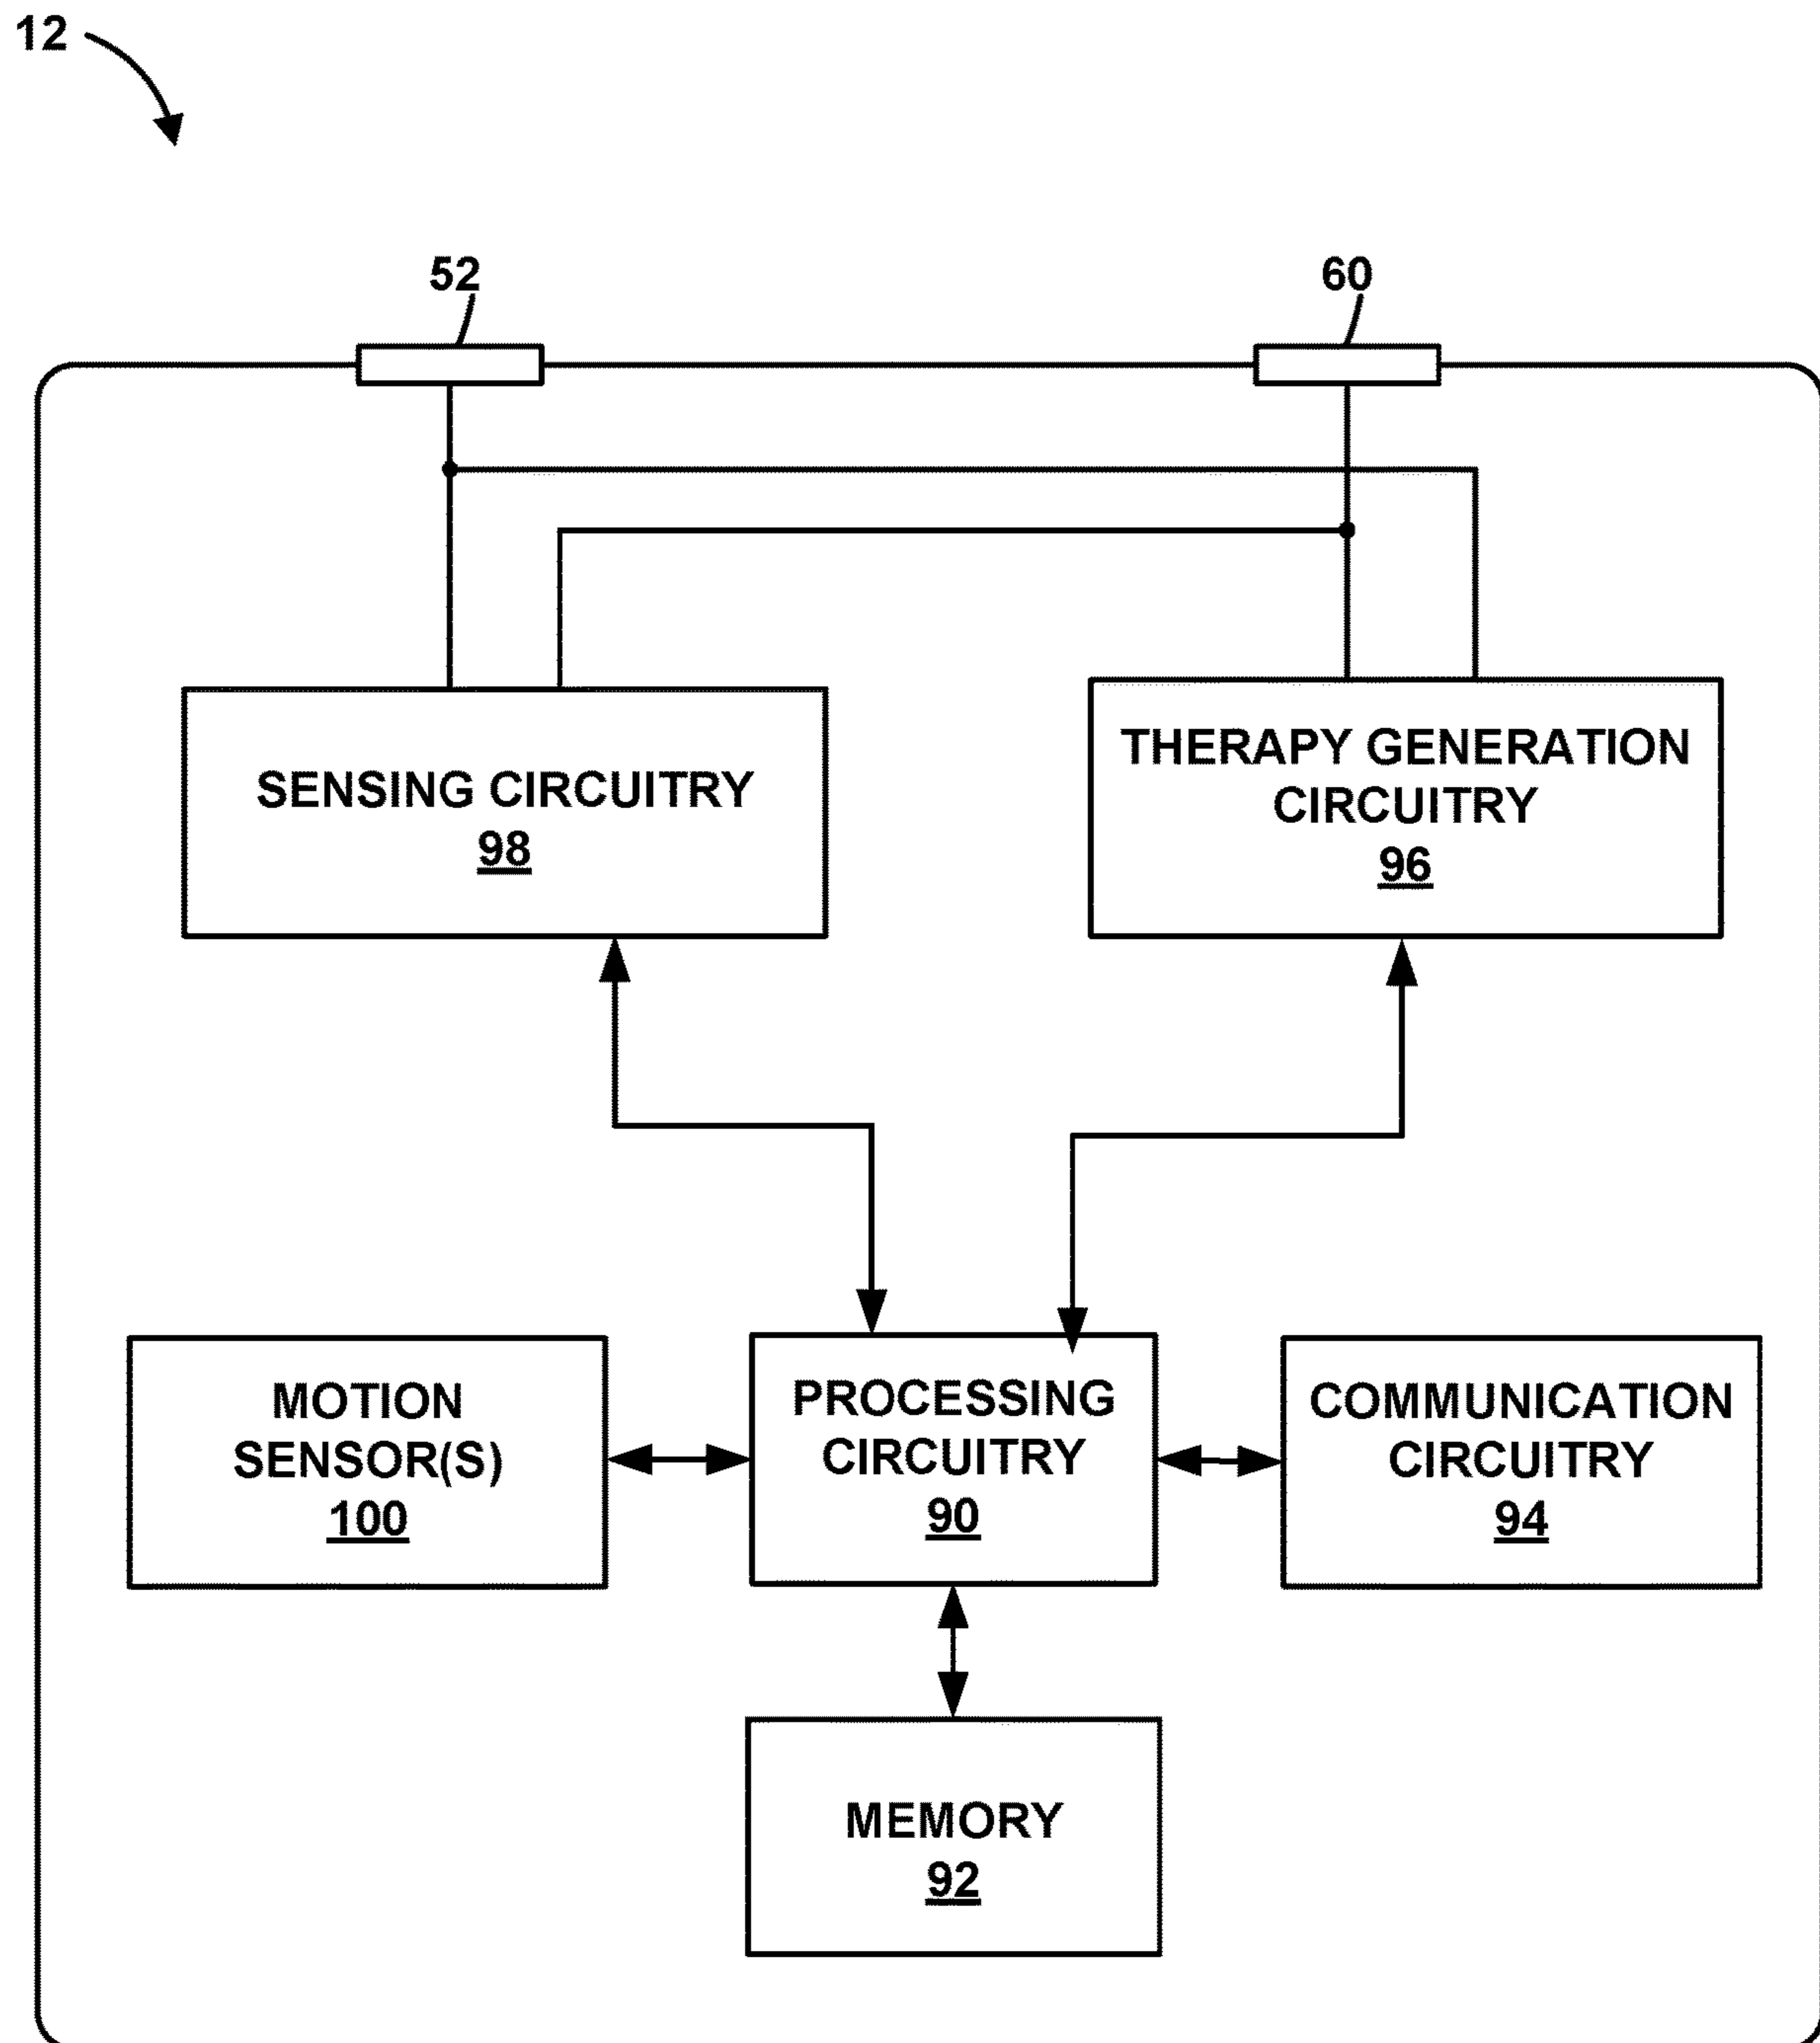 12
52
60
SENSING CIRCUITRY
98
THERAPY GENERATION
CIRCUITRY
96
MOTION
SENSOR(S)
100
PROCESSING
CIRCUITRY
90
COMMUNICATION
CIRCUITRY
94
MEMORY
92